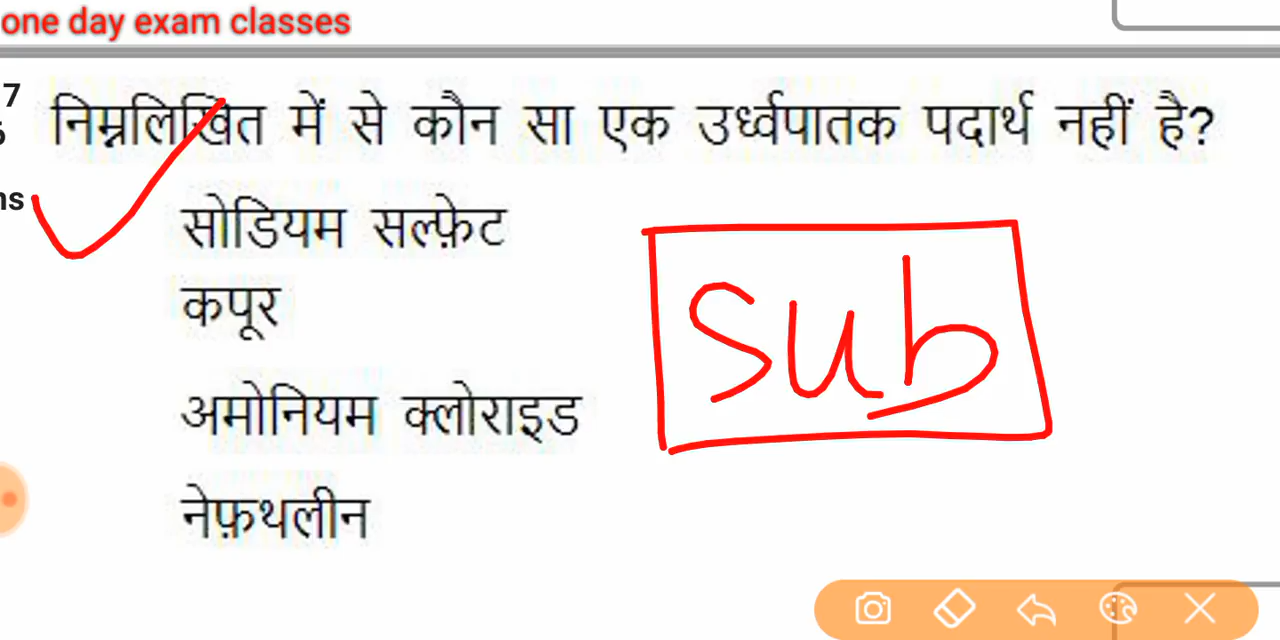 one day exam classes
7
निम्नलिखित में से कौन सा एक उर्ध्वपातक पदार्थ नहीं है?
ns
सोडियम सल्फ़ेट
कपूर
sub
अमोनियम क्लोराइड
नेफ़थलीन